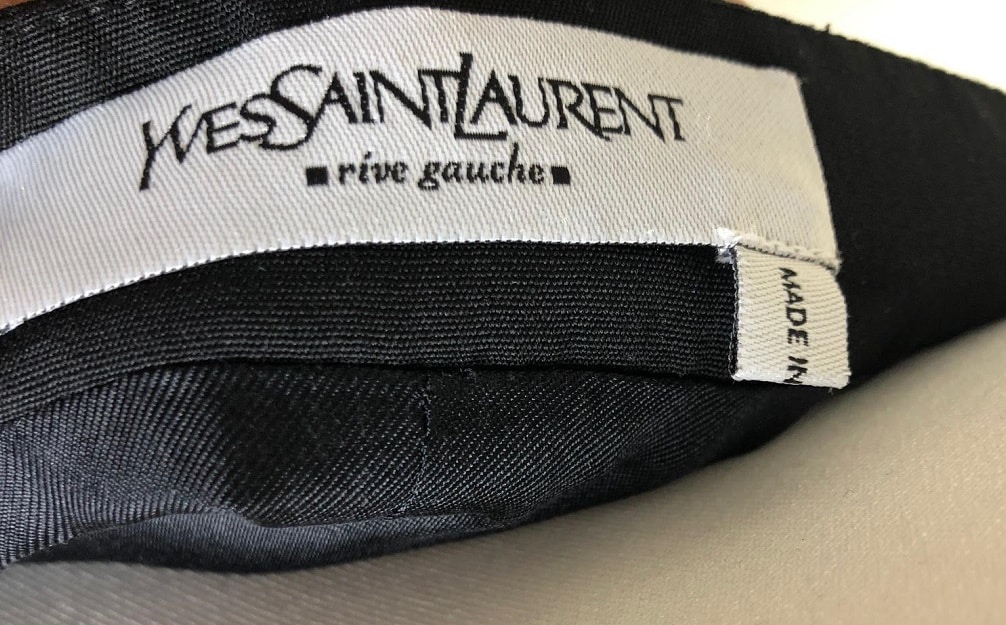 YVESSAINTLAURENT
▪rive gauche▪
MADE IN